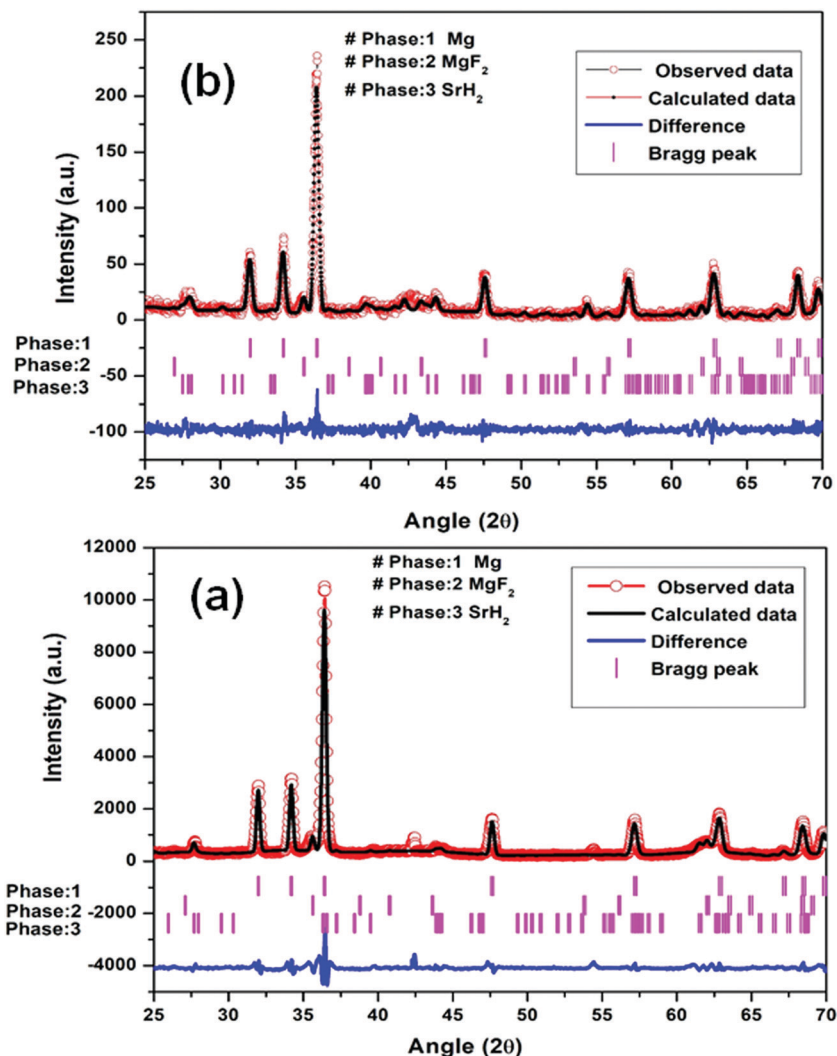 (b)
# Phase:1 Mg
# Phase:2 MgF2
# Phase:3 SrH2
Observed data
Calculated data
Difference
Bragg peak
Intensity (a.u.)
250
200
150
100
50
0
-50
-100
Phase:1
Phase:2
Phase:3
25 30 35 40 45 50 55 60 65 70
Angle (2θ)
(a)
# Phase:1 Mg
# Phase:2 MgF2
# Phase:3 SrH2
Observed data
Calculated data
Difference
Bragg peak
Intensity (a.u.)
12000
10000
8000
6000
4000
2000
0
-2000
-4000
Phase:1
Phase:2
Phase:3
25 30 35 40 45 50 55 60 65 70
Angle (2θ)